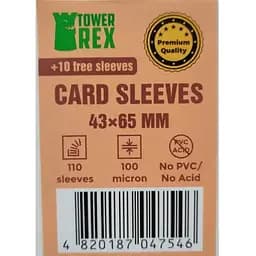 TOWER
REX
Premium
Quality
+10 free sleeves
CARD SLEEVES
43×65 MM
PVC
ACID
110
sleeves
100
micron
No PVC/
No Acid
4 820187 047546